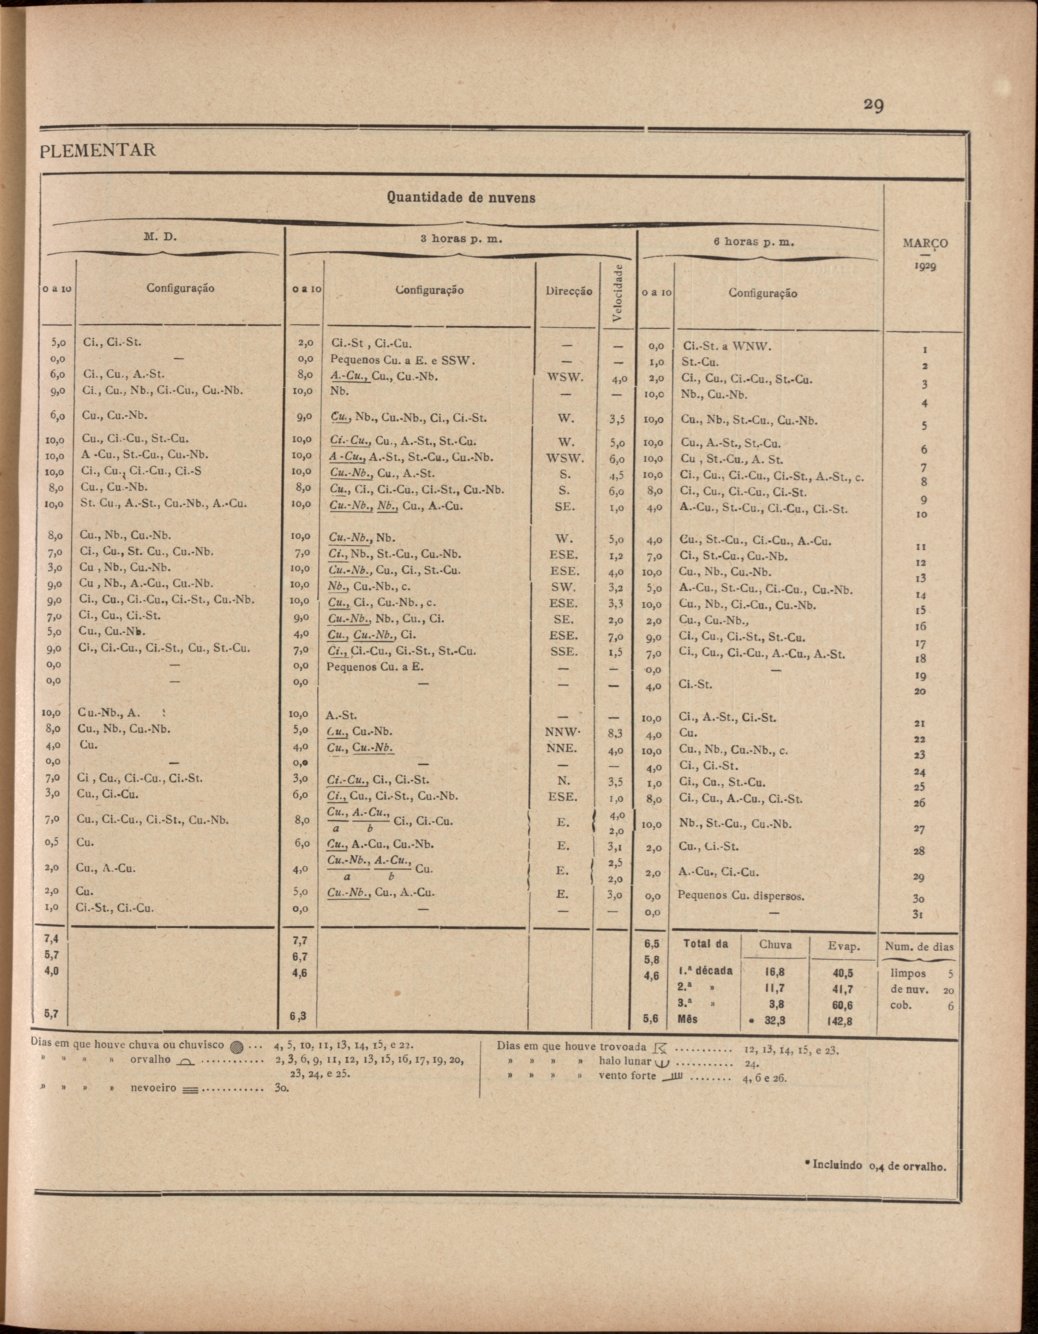 29
PLEMENTAR
Quantidade de nuvens
M. D. 3 horas p. m. 6 horas p. m. MARÇO
1929
0 a 10 Configuração 0 a 10 Configuração Direcção Velocidade 0 a 10 Configuração
5,0 Ci., Ci.-St. 2,0 Ci.-St , Ci.-Cu. — — 0,0 Ci.-St. a WNW. 1
0,0 — 0,0 Pequenos Cu. a E. e SSW. — — 1,0 St.-Cu. 2
6,0 Ci., Cu., A.-St. 8,0 A.-Cu., Cu., Cu.-Nb. WSW. 4,0 2,0 Ci., Cu., Ci.-Cu., St.-Cu. 3
9,0 Ci., Cu., Nb., Ci.-Cu., Cu.-Nb. 10,0 Nb. — — 10,0 Nb., Cu.-Nb. 4
6,0 Cu., Cu.-Nb. 9,0 Cu., Nb., Cu.-Nb., Ci., Ci.-St. W. 3,5 10,0 Cu., Nb., St.-Cu., Cu.-Nb. 5
10,0 Cu., Ci.-Cu., St.-Cu. 10,0 Ci.-Cu., Cu., A.-St., St.-Cu. W. 5,0 10,0 Cu., A.-St., St.-Cu. 6
10,0 A -Cu., St.-Cu., Cu.-Nb. 10,0 A -Cu., A.-St., St.-Cu., Cu.-Nb. WSW. 6,0 10,0 Cu , St.-Cu., A. St. 7
10,0 Ci., Cu., Ci.-Cu., Ci.-S 10,0 Cu.-Nb., Cu., A.-St. S. 4,5 10,0 Ci., Cu., Ci.-Cu., Ci.-St., A.-St., c. 8
8,0 Cu., Cu.-Nb. 8,0 Cu., Ci., Ci.-Cu., Ci.-St., Cu.-Nb. S. 6,0 8,0 Ci., Cu., Ci.-Cu., Ci.-St. 9
10,0 St. Cu., A.-St., Cu.-Nb., A.-Cu. 10,0 Cu.-Nb., Nb., Cu., A.-Cu. SE. 1,0 4,0 A.-Cu., St.-Cu., Ci.-Cu., Ci.-St. 10
8,0 Cu., Nb., Cu.-Nb. 10,0 Cu.-Nb., Nb. W. 5,0 4,0 Cu., St.-Cu., Ci.-Cu., A.-Cu. 11
7,0 Ci., Cu., St. Cu., Cu.-Nb. 7,0 Ci., Nb., St.-Cu., Cu.-Nb. ESE. 1,2 7,0 Ci., St.-Cu., Cu.-Nb. 12
3,0 Cu , Nb., Cu.-Nb. 10,0 Cu.-Nb., Cu., Ci., St.-Cu. ESE. 4,0 10,0 Cu., Nb., Cu.-Nb. 13
9,0 Cu , Nb., A.-Cu., Cu.-Nb. 10,0 Nb., Cu.-Nb., c. SW. 3,2 5,0 A.-Cu., St.-Cu., Ci.-Cu., Cu.-Nb. 14
9,0 Ci., Cu., Ci.-Cu., Ci.-St., Cu.-Nb. 10,0 Cu., Ci., Cu.-Nb., c. ESE. 3,3 10,0 Cu., Nb., Ci.-Cu., Cu.-Nb. 15
7,0 Ci., Cu., Ci.-St. 9,0 Cu.-Nb., Nb., Cu., Ci. SE. 2,0 2,0 Cu., Cu.-Nb., 16
5,0 Cu., Cu.-Nb. 4,0 Cu., Cu.-Nb., Ci. ESE. 7,0 9,0 Ci., Cu., Ci.-St., St.-Cu. 17
9,0 Ci., Ci.-Cu., Ci.-St., Cu., St.-Cu. 7,0 Ci., Ci.-Cu., Ci.-St., St.-Cu. SSE. 1,5 7,0 Ci., Cu., Ci.-Cu., A.-Cu., A.-St. 18
0,0 — 0,0 Pequenos Cu. a E. — — 0,0 — 19
0,0 — 0,0 — — — 4,0 Ci.-St. 20
10,0 Cu.-Nb., A. 10,0 A.-St. — — 10,0 Ci., A.-St., Ci.-St. 21
8,0 Cu., Nb., Cu.-Nb. 5,0 Cu., Cu.-Nb. NNW. 8,3 4,0 Cu. 22
4,0 Cu. 4,0 Cu., Cu.-Nb. NNE. 4,0 10,0 Cu., Nb., Cu.-Nb., c. 23
0,0 — 0,0 — — — 4,0 Ci., Ci.-St. 24
7,0 Ci , Cu., Ci.-Cu., Ci.-St. 3,0 Ci.-Cu., Ci., Ci.-St. N. 3,5 1,0 Ci., Cu., St.-Cu. 25
3,0 Cu., Ci.-Cu. 6,0 Ci., Cu., Ci.-St., Cu.-Nb. ESE. 1,0 8,0 Ci., Cu., A.-Cu., Ci.-St. 26
7,0 Cu., Ci.-Cu., Ci.-St., Cu.-Nb. 8,0 Cu., A.-Cu., Ci., Ci.-Cu. E. 4,0 10,0 Nb., St.-Cu., Cu.-Nb. 27
a b 2,0
0,5 Cu. 6,0 Cu., A.-Cu., Cu.-Nb. E. 3,1 2,0 Cu., Ci.-St. 28
2,0 Cu., A.-Cu. 4,0 Cu.-Nb., A.-Cu., Cu. E. 2,5 2,0 A.-Cu., Ci.-Cu. 29
a b 2,0
2,0 Cu. 5,0 Cu.-Nb., Cu., A.-Cu. E. 3,0 0,0 Pequenos Cu. dispersos. 30
1,0 Ci.-St., Ci.-Cu. 0,0 — — — 0,0 — 31
7,4 7,7 6,5 Total da Chuva Evap. Num. de dias
5,7 6,7 5,8
4,0 4,6 4,6 1.ª década 16,8 40,5 limpos 5
2.ª » 11,7 41,7 de nuv. 20
3.ª » 3,8 60,6 cob. 6
5,7 6,3 5,6 Mês • 32,3 142,8
Dias em que houve chuva ou chuvisco ... 4, 5, 10, 11, 13, 14, 15, e 22.
» » » » orvalho ............ 2, 3, 6, 9, 11, 12, 13, 15, 16, 17, 19, 20,
23, 24, e 25.
» » » » nevoeiro ............ 30.
Dias em que houve trovoada ........... 12, 13, 14, 15, e 23.
» » » » halo lunar ........... 24.
» » » » vento forte ........ 4, 6 e 26.
• Incluindo 0,4 de orvalho.